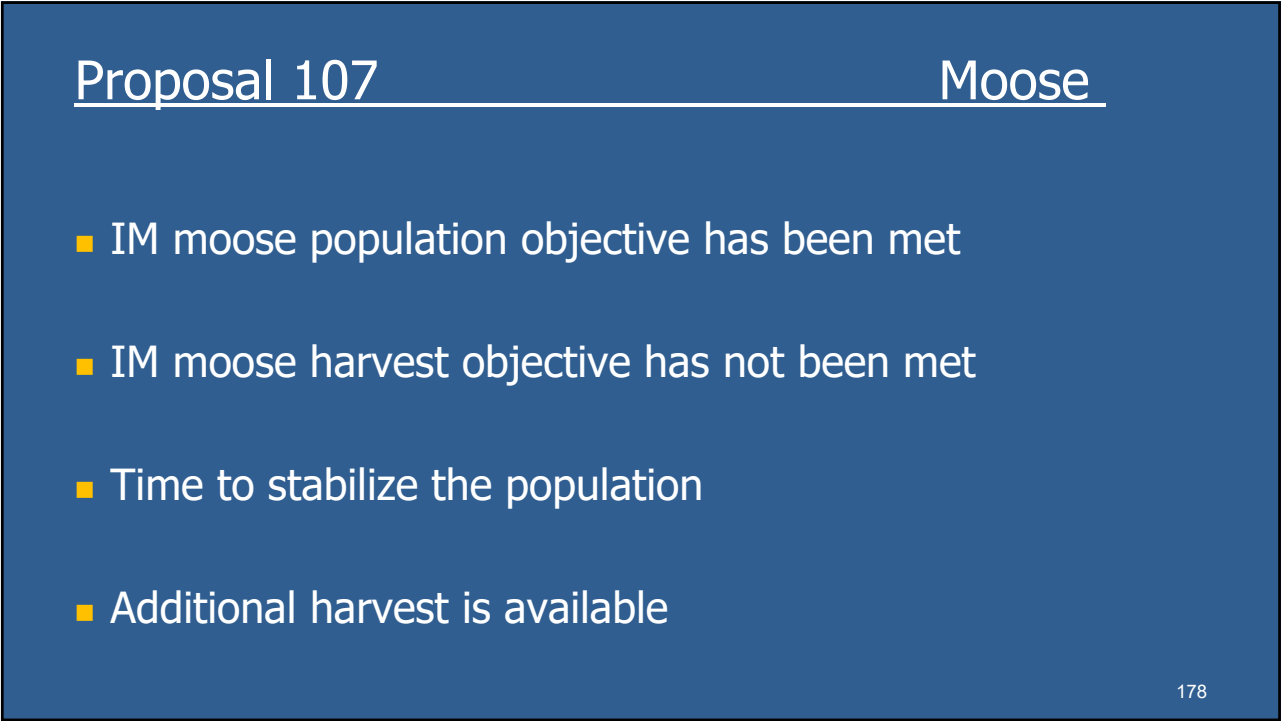 Proposal 107 Moose
▪ IM moose population objective has been met
▪ IM moose harvest objective has not been met
▪ Time to stabilize the population
▪ Additional harvest is available
178